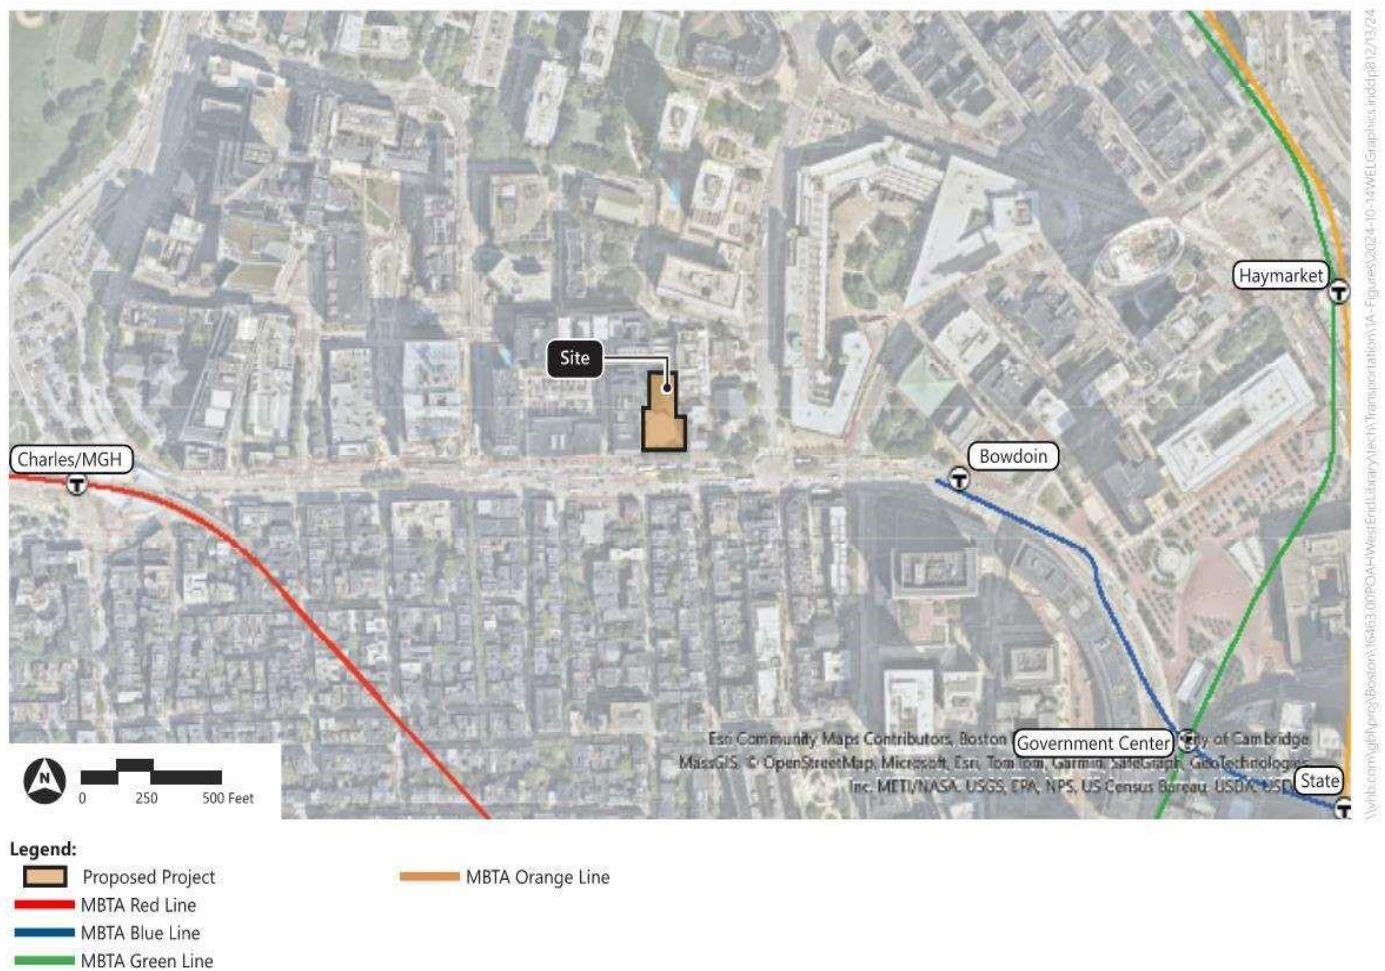 Haymarket
Site
Charles/MGH
Bowdoin
Esri Community Maps Contributors, Boston
Government Center
of Cambridge
MassGIS, © OpenStreetMap, Microsoft, Esri, TomTom, Garmin, SafeGraph, GeoTechnologies,
Inc, METI/NASA, USGS, EPA, NPS, US Census Bureau, USDA,
State
N
0 250 500 Feet
T
T
T
T
Legend:
Proposed Project
MBTA Orange Line
MBTA Red Line
MBTA Blue Line
MBTA Green Line